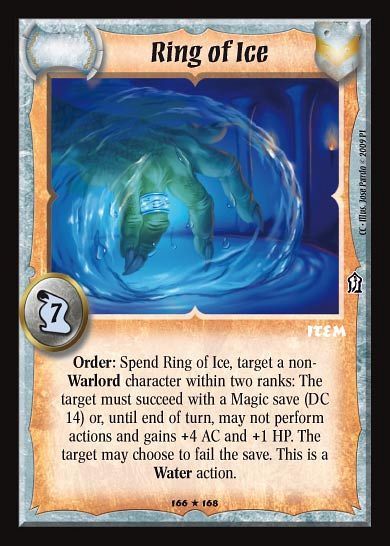 Ring of Ice
CC • Illus. Jose Pardo © 2009 P1
7
ITEM
Order: Spend Ring of Ice, target a non-
Warlord character within two ranks: The
target must succeed with a Magic save (DC
14) or, until end of turn, may not perform
actions and gains +4 AC and +1 HP. The
target may choose to fail the save. This is a
Water action.
166 ★ 168